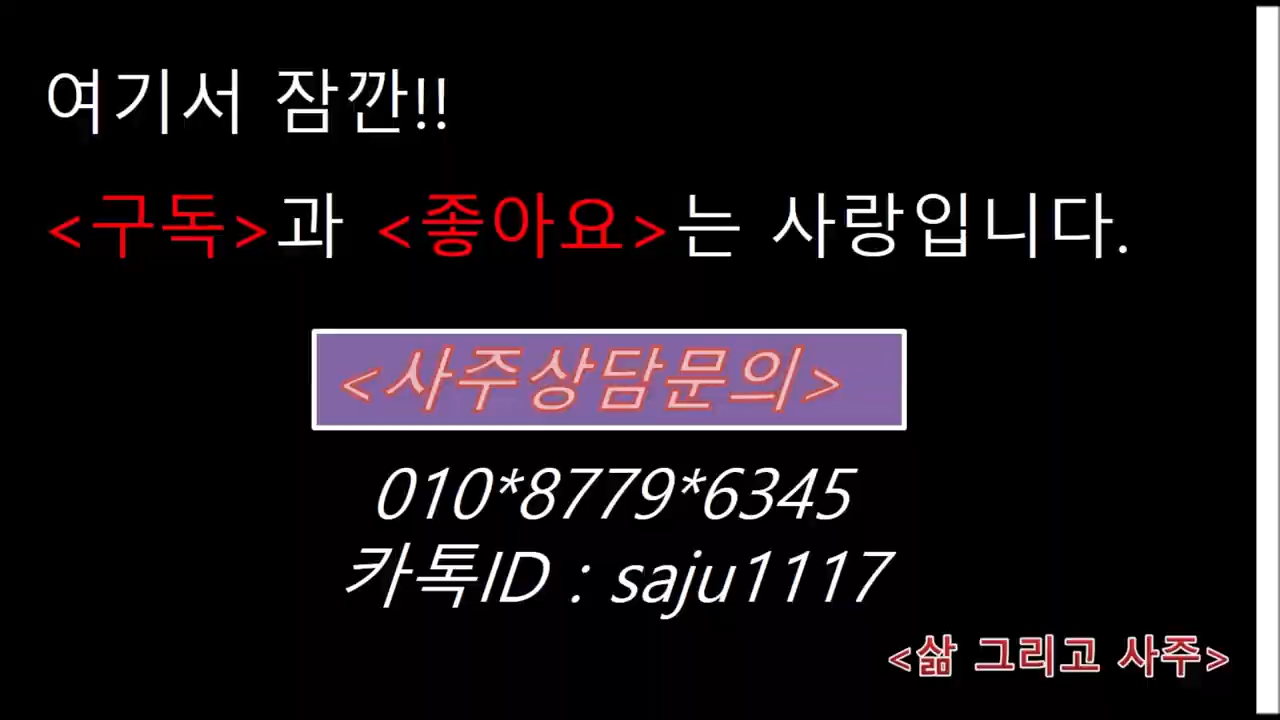 여기서 잠깐!!
<구독>과 <좋아요>는 사랑입니다.
<사주상담문의>
010*8779*6345
카톡ID : saju1117
<삶 그리고 사주>